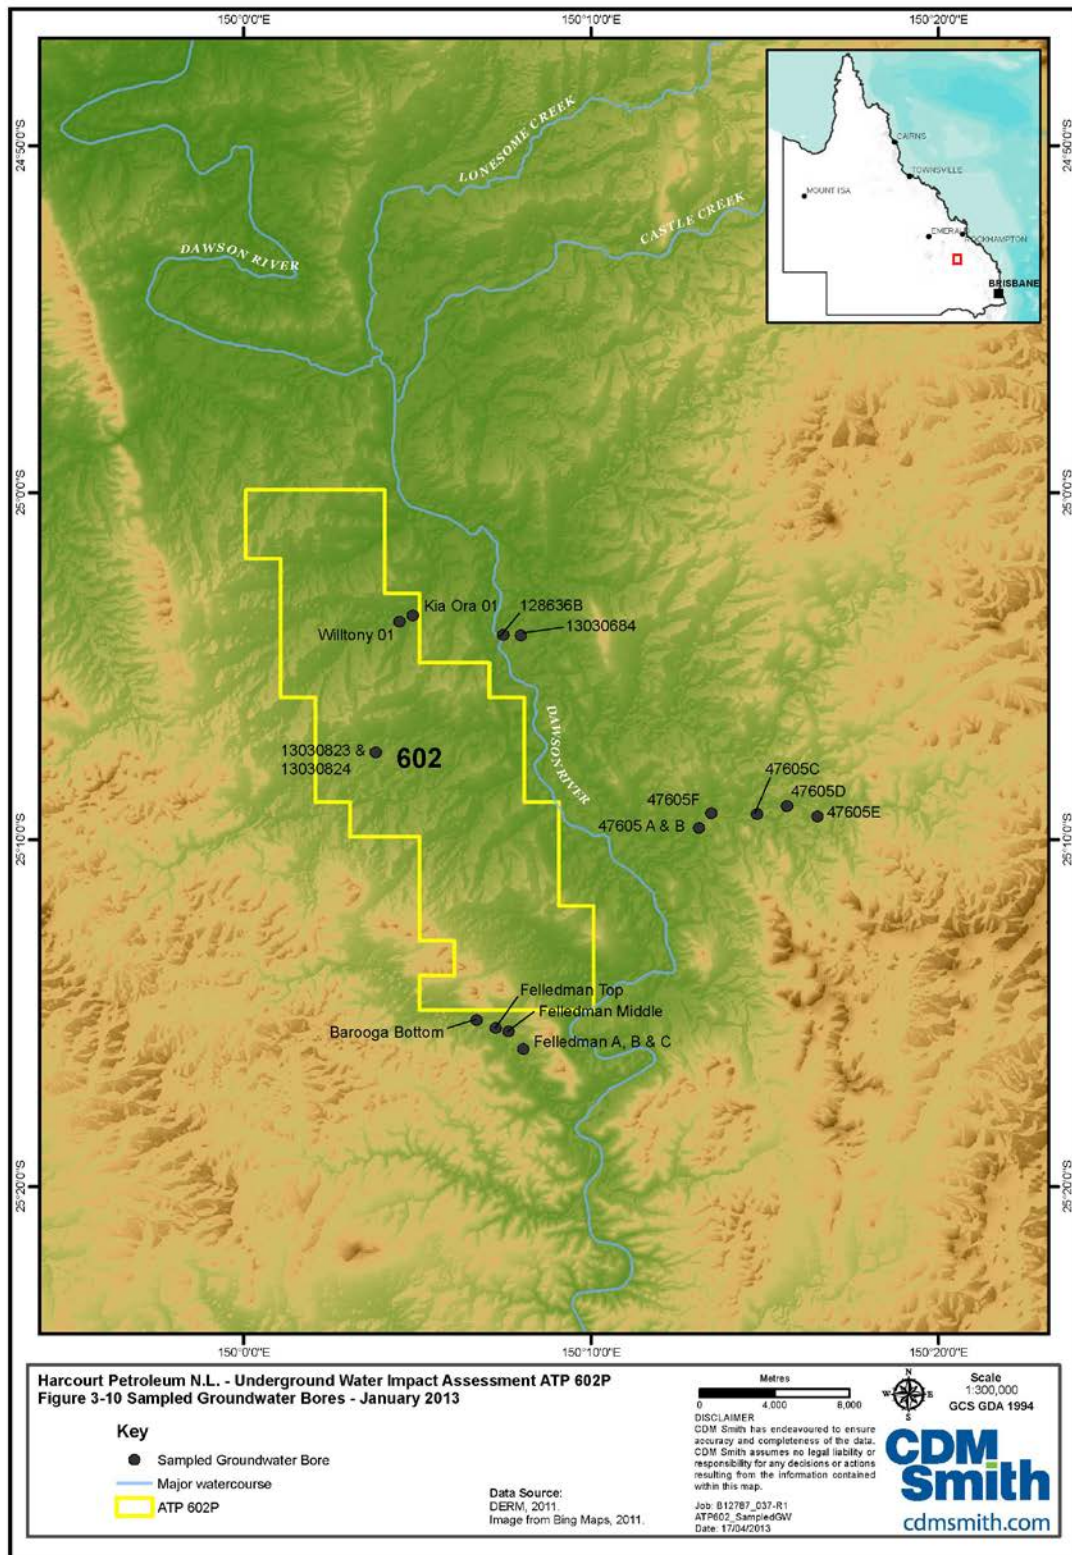 150°0'0"E
150°10'0"E
150°20'0"E
24°50'0"S
24°50'0"S
LONESOME CREEK
CASTLE CREEK
DAWSON RIVER
CAIRNS
TOWNSVILLE
MOUNT ISA
EMERALD
ROCKHAMPTON
BRISBANE
25°0'0"S
25°0'0"S
Kia Ora 01
128636B
Willtony 01
13030684
13030823 &
13030824
602
DAWSON RIVER
47605C
47605F
47605D
47605 A & B
47605E
25°10'0"S
25°10'0"S
Felledman Top
Felledman Middle
Barooga Bottom
Felledman A, B & C
25°20'0"S
25°20'0"S
150°0'0"E
150°10'0"E
150°20'0"E
Harcourt Petroleum N.L. - Underground Water Impact Assessment ATP 602P
Figure 3-10 Sampled Groundwater Bores - January 2013
Key
Sampled Groundwater Bore
Major watercourse
ATP 602P
Data Source:
DERM, 2011.
Image from Bing Maps, 2011.
Metres
0 4,000 8,000
DISCLAIMER
CDM Smith has endeavoured to ensure
accuracy and completeness of the data.
CDM Smith assumes no legal liability or
responsibility for any decisions or actions
resulting from the information contained
within this map.
Job: B12787_037-R1
ATP602_SampledGW
Date: 17/04/2013
N
W E
S
Scale
1:300,000
GCS GDA 1994
CDM
Smith
cdmsmith.com